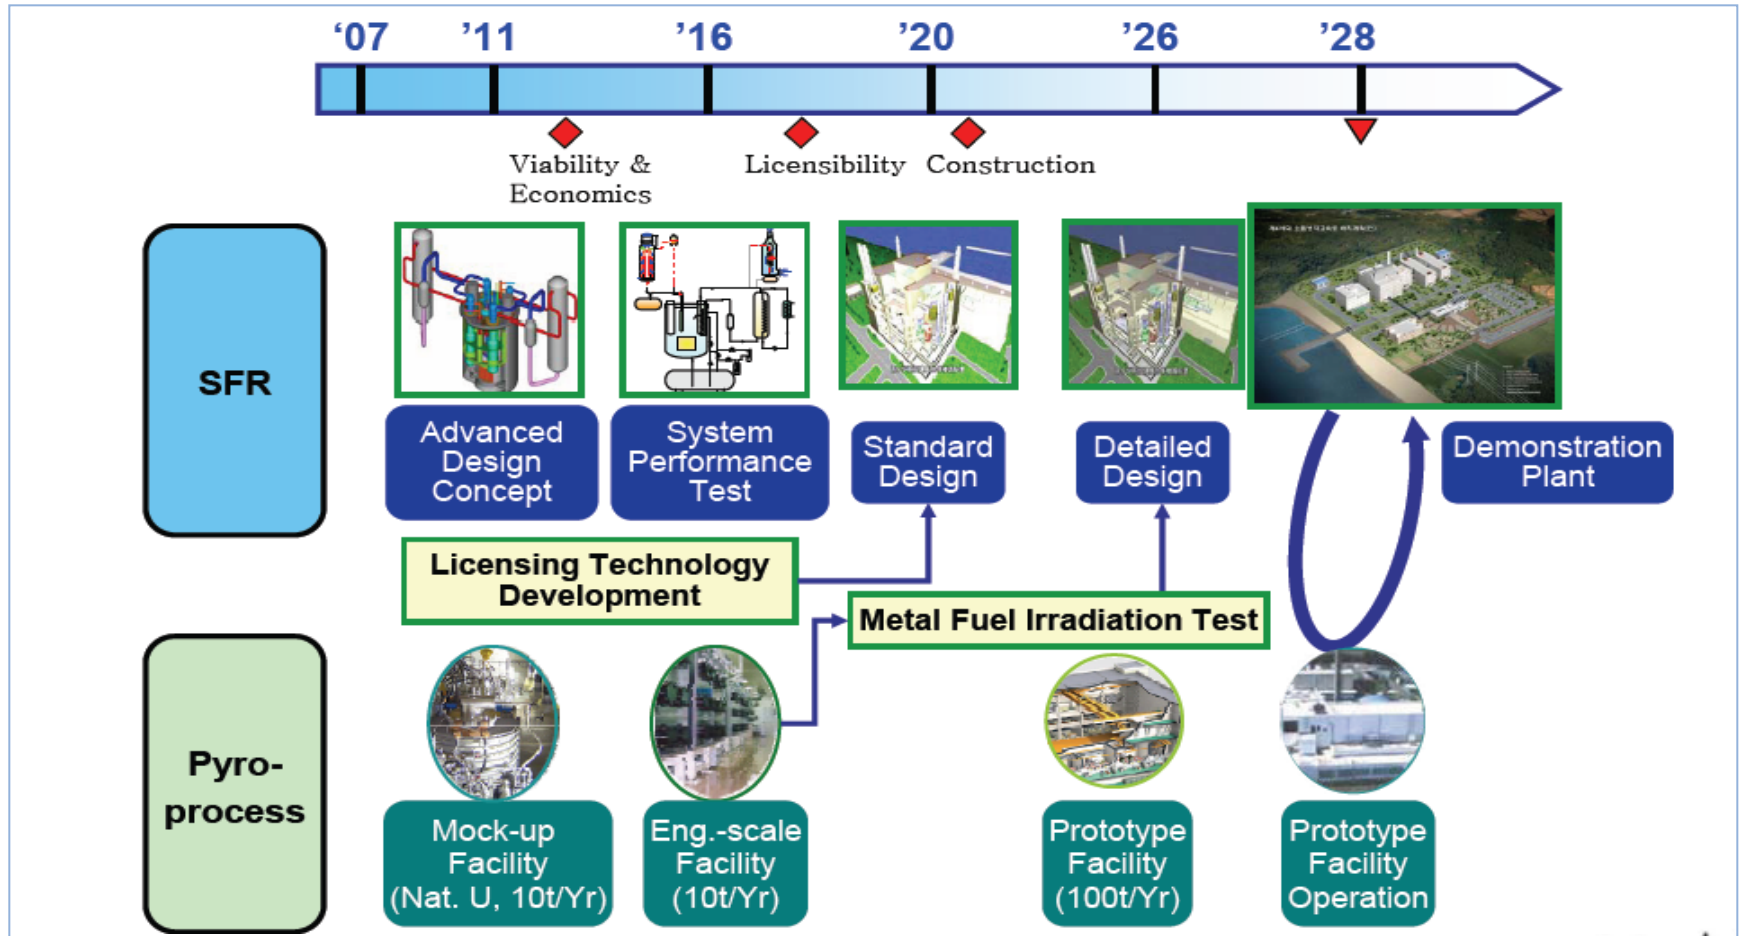 ‘07 ’11 ’16 ’20 ’26 ’28
Viability &
Economics
Licensibility
Construction
SFR
Advanced
Design
Concept
System
Performance
Test
Standard
Design
Detailed
Design
Demonstration
Plant
Licensing Technology
Development
Metal Fuel Irradiation Test
Pyro-
process
Mock-up
Facility
(Nat. U, 10t/Yr)
Eng.-scale
Facility
(10t/Yr)
Prototype
Facility
(100t/Yr)
Prototype
Facility
Operation